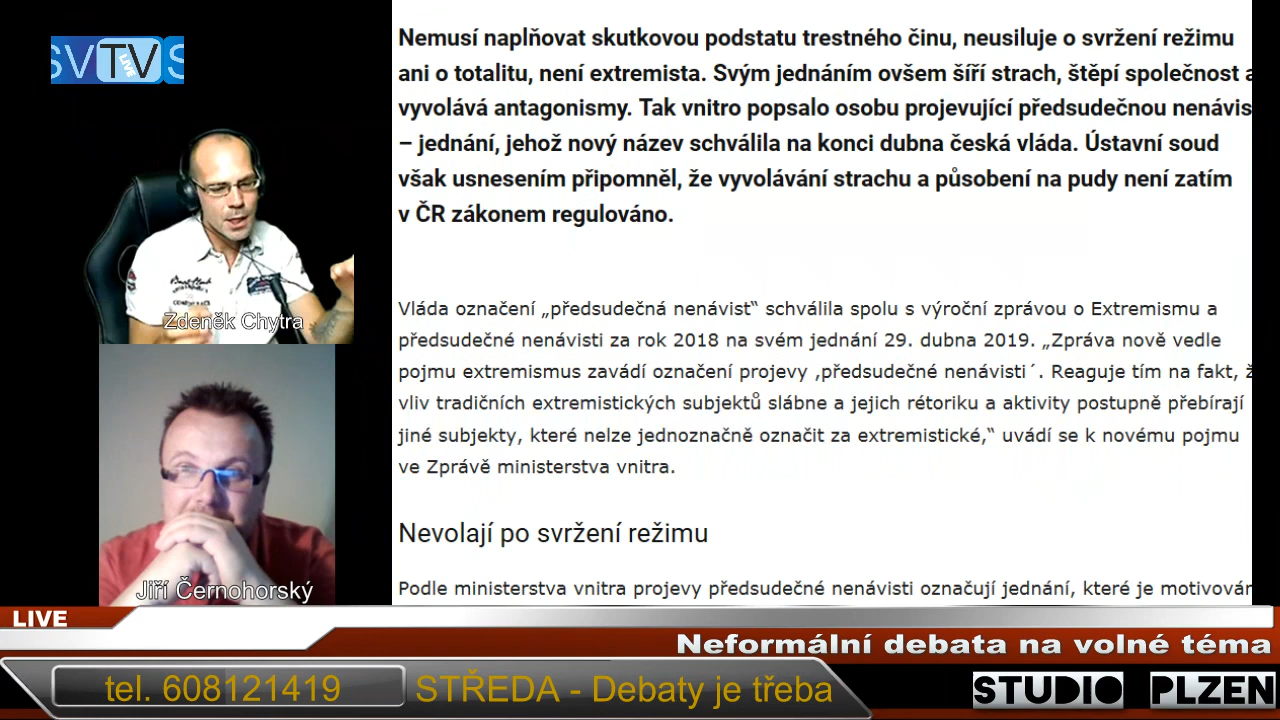 SV TV LIVE S
Nemusí naplňovat skutkovou podstatu trestného činu, neusiluje o svržení režimu
ani o totalitu, není extremista. Svým jednáním ovšem šíří strach, štěpí společnost a
vyvolává antagonismy. Tak vnitro popsalo osobu projevující předsudečnou nenávis
– jednání, jehož nový název schválila na konci dubna česká vláda. Ústavní soud
však usnesením připomněl, že vyvolávání strachu a působení na pudy není zatím
v ČR zákonem regulováno.
Vláda označení „předsudečná nenávist“ schválila spolu s výroční zprávou o Extremismu a
předsudečné nenávisti za rok 2018 na svém jednání 29. dubna 2019. „Zpráva nově vedle
pojmu extremismus zavádí označení projevy ‚předsudečné nenávisti´. Reaguje tím na fakt, ž
vliv tradičních extremistických subjektů slábne a jejich rétoriku a aktivity postupně přebírají
jiné subjekty, které nelze jednoznačně označit za extremistické,“ uvádí se k novému pojmu
ve Zprávě ministerstva vnitra.
Nevolají po svržení režimu
Podle ministerstva vnitra projevy předsudečné nenávisti označují jednání, které je motivován
Zdeněk Chytra
Jiří Černohorský
LIVE
Neformální debata na volné téma
tel. 608121419
STŘEDA - Debaty je třeba
STUDIO PLZEN